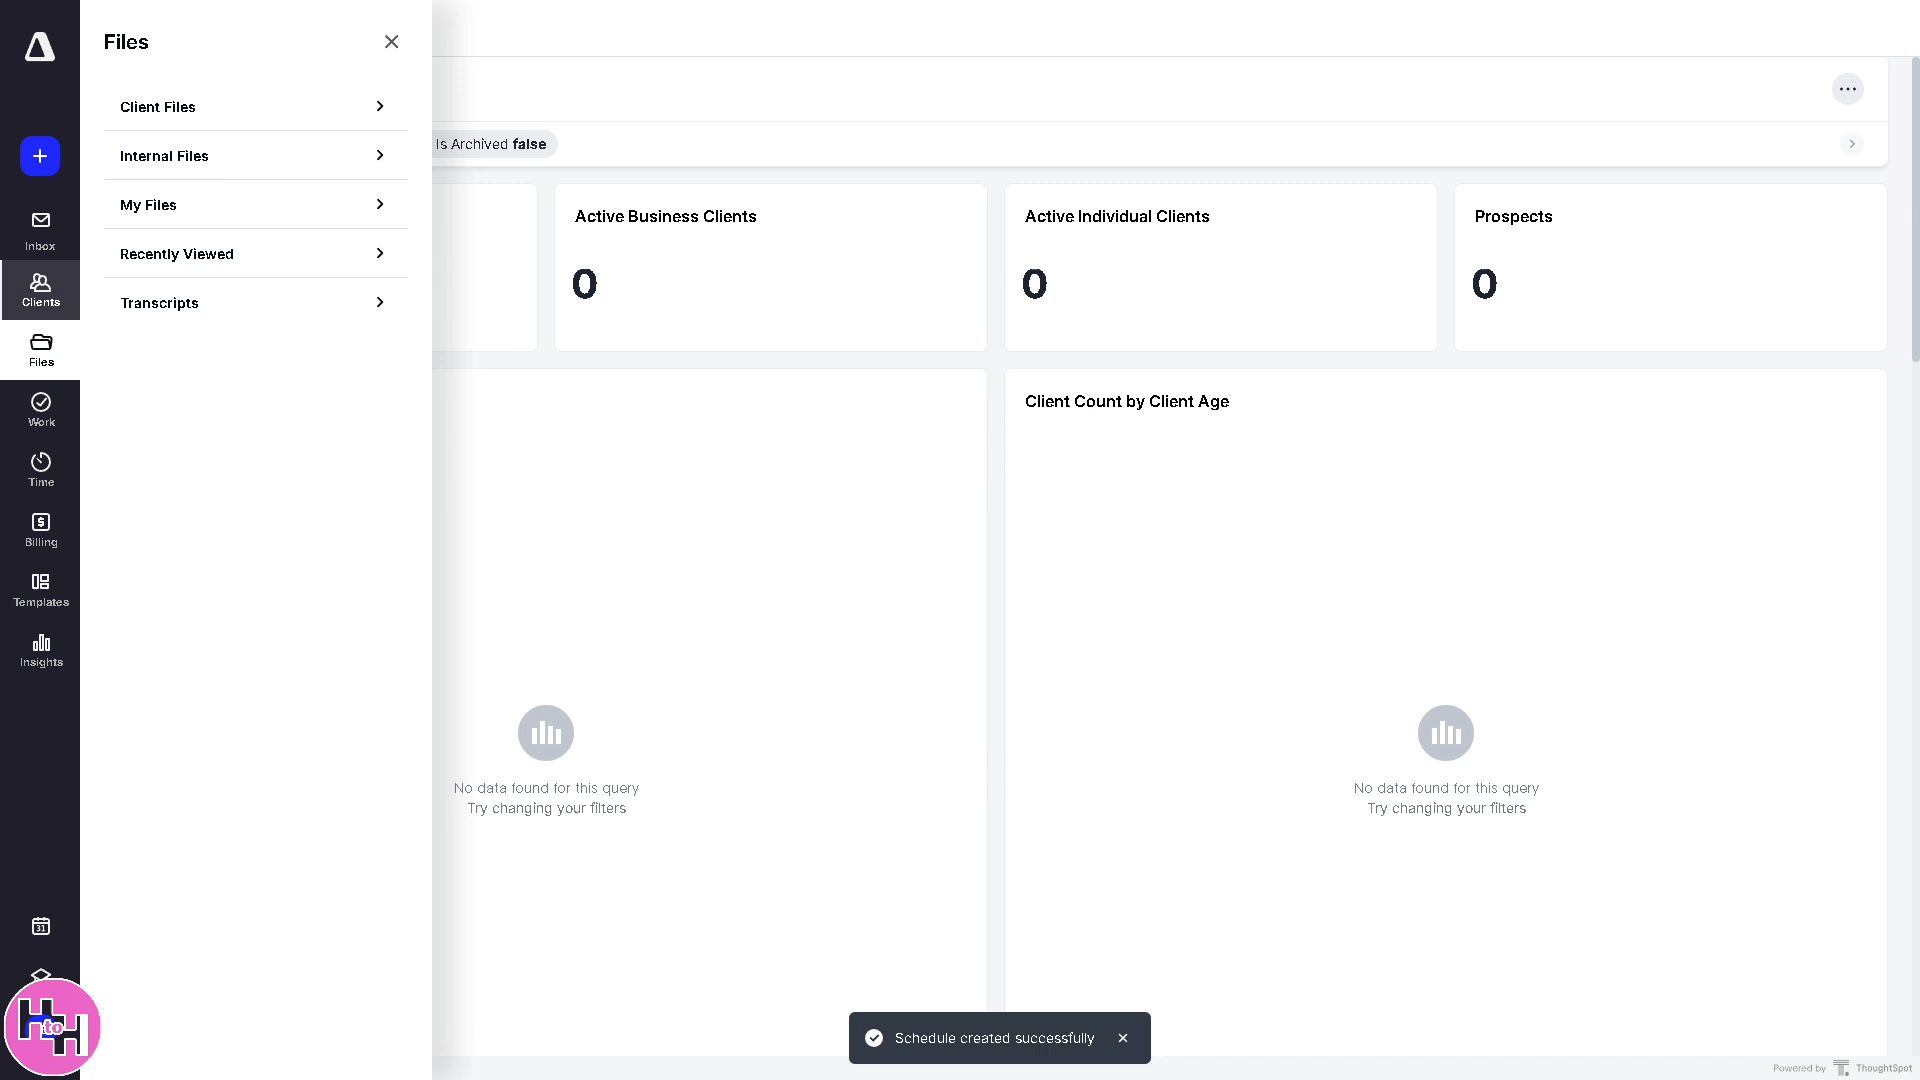 Files
Client Files
Internal Files
My Files
Recently Viewed
Transcripts
Inbox
Clients
Files
Work
Time
Billing
Templates
Insights
31
H to H
Is Archived false
Active Business Clients
0
Active Individual Clients
0
Prospects
0
Client Count by Client Age
No data found for this query
Try changing your filters
No data found for this query
Try changing your filters
Schedule created successfully
Powered by ThoughtSpot